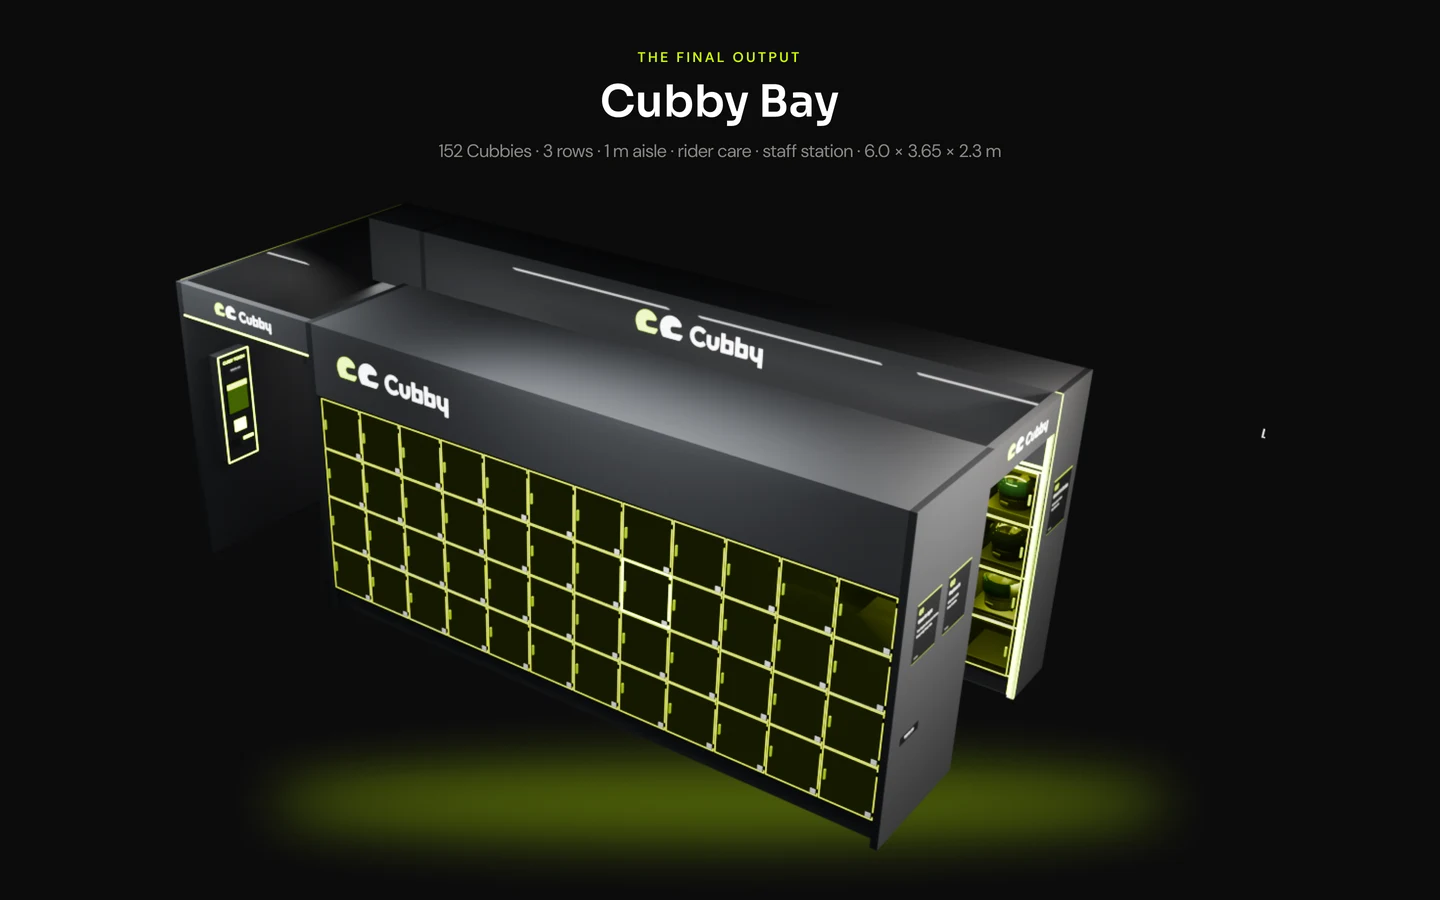 THE FINAL OUTPUT
Cubby Bay
152 Cubbies · 3 rows · 1 m aisle · rider care · staff station · 6.0 × 3.65 × 2.3 m
Cubby
Cubby
Cubby
Cubby